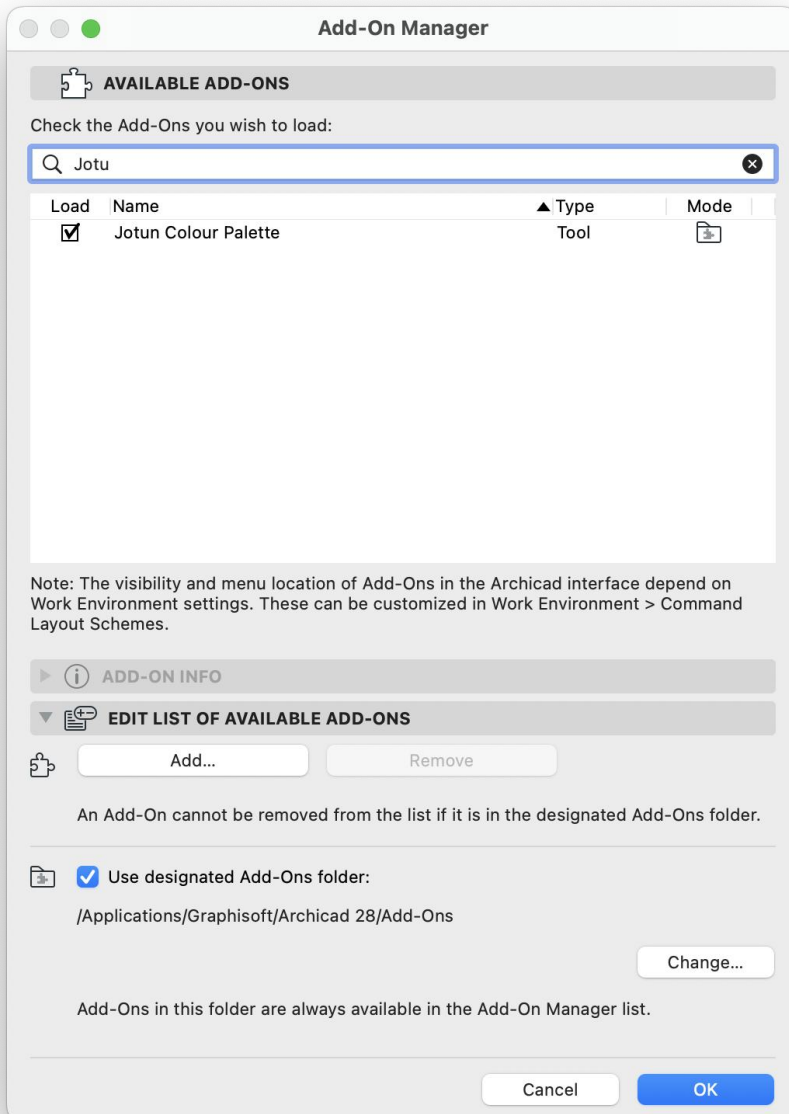 Add-On Manager
AVAILABLE ADD-ONS
Check the Add-Ons you wish to load:
Jotu
Load Name Type Mode
Jotun Colour Palette Tool
Note: The visibility and menu location of Add-Ons in the Archicad interface depend on
Work Environment settings. These can be customized in Work Environment > Command
Layout Schemes.
ADD-ON INFO
EDIT LIST OF AVAILABLE ADD-ONS
Add... Remove
An Add-On cannot be removed from the list if it is in the designated Add-Ons folder.
Use designated Add-Ons folder:
/Applications/Graphisoft/Archicad 28/Add-Ons
Change...
Add-Ons in this folder are always available in the Add-On Manager list.
Cancel OK